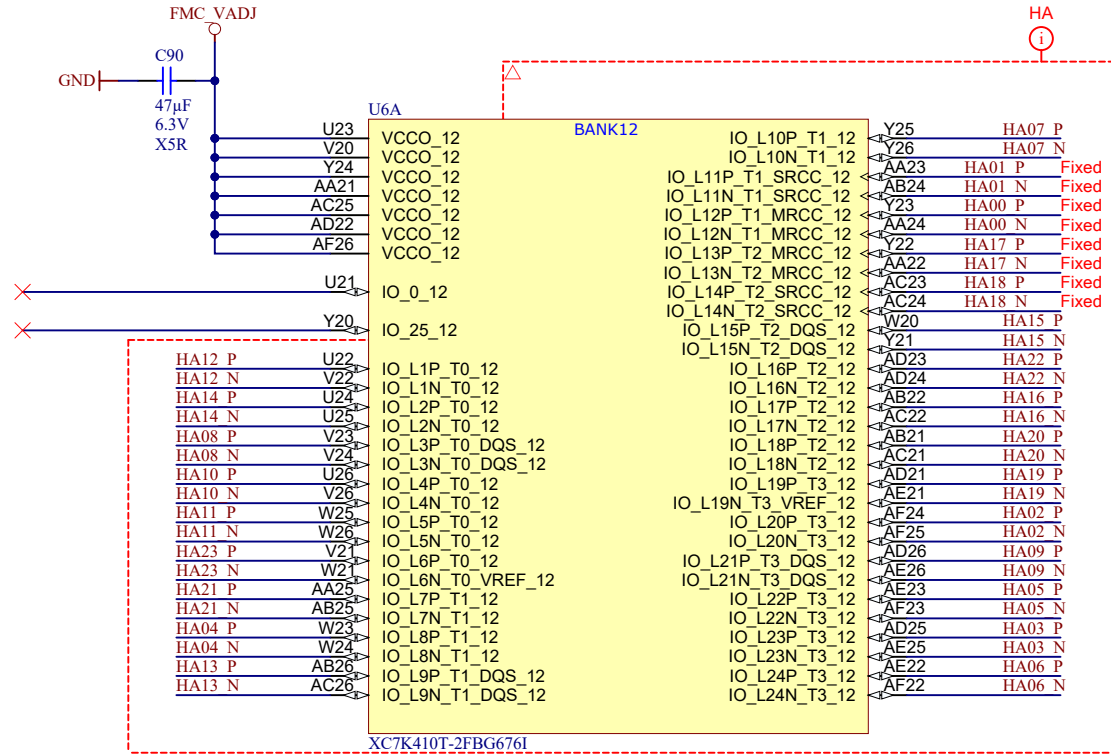 FMC_VADJ
HA
i
C90
GND
47µF
6.3V
X5R
U6A
BANK12
U23 VCCO_12
V20 VCCO_12
Y24 VCCO_12
AA21 VCCO_12
AC25 VCCO_12
AD22 VCCO_12
AF26 VCCO_12
U21 IO_0_12
Y20 IO_25_12
HA12_P U22 IO_L1P_T0_12
HA12_N V22 IO_L1N_T0_12
HA14_P U24 IO_L2P_T0_12
HA14_N U25 IO_L2N_T0_12
HA08_P V23 IO_L3P_T0_DQS_12
HA08_N V24 IO_L3N_T0_DQS_12
HA10_P U26 IO_L4P_T0_12
HA10_N V26 IO_L4N_T0_12
HA11_P W25 IO_L5P_T0_12
HA11_N W26 IO_L5N_T0_12
HA23_P V21 IO_L6P_T0_12
HA23_N W21 IO_L6N_T0_VREF_12
HA21_P AA25 IO_L7P_T1_12
HA21_N AB25 IO_L7N_T1_12
HA04_P W23 IO_L8P_T1_12
HA04_N W24 IO_L8N_T1_12
HA13_P AB26 IO_L9P_T1_DQS_12
HA13_N AC26 IO_L9N_T1_DQS_12
IO_L10P_T1_12 Y25 HA07_P
IO_L10N_T1_12 Y26 HA07_N
IO_L11P_T1_SRCC_12 AA23 HA01_P Fixed
IO_L11N_T1_SRCC_12 AB24 HA01_N Fixed
IO_L12P_T1_MRCC_12 Y23 HA00_P Fixed
IO_L12N_T1_MRCC_12 AA24 HA00_N Fixed
IO_L13P_T2_MRCC_12 Y22 HA17_P Fixed
IO_L13N_T2_MRCC_12 AA22 HA17_N Fixed
IO_L14P_T2_SRCC_12 AC23 HA18_P Fixed
IO_L14N_T2_SRCC_12 AC24 HA18_N Fixed
IO_L15P_T2_DQS_12 W20 HA15_P
IO_L15N_T2_DQS_12 Y21 HA15_N
IO_L16P_T2_12 AD23 HA22_P
IO_L16N_T2_12 AD24 HA22_N
IO_L17P_T2_12 AB22 HA16_P
IO_L17N_T2_12 AC22 HA16_N
IO_L18P_T2_12 AB21 HA20_P
IO_L18N_T2_12 AC21 HA20_N
IO_L19P_T3_12 AD21 HA19_P
IO_L19N_T3_VREF_12 AE21 HA19_N
IO_L20P_T3_12 AF24 HA02_P
IO_L20N_T3_12 AF25 HA02_N
IO_L21P_T3_DQS_12 AD26 HA09_P
IO_L21N_T3_DQS_12 AE26 HA09_N
IO_L22P_T3_12 AE23 HA05_P
IO_L22N_T3_12 AF23 HA05_N
IO_L23P_T3_12 AD25 HA03_P
IO_L23N_T3_12 AE25 HA03_N
IO_L24P_T3_12 AE22 HA06_P
IO_L24N_T3_12 AF22 HA06_N
XC7K410T-2FBG676I